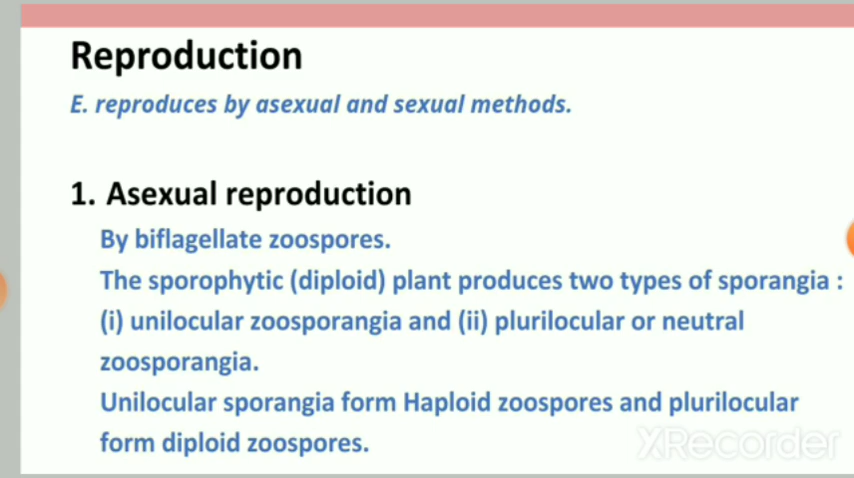 Reproduction
E. reproduces by asexual and sexual methods.
1. Asexual reproduction
By biflagellate zoospores.
The sporophytic (diploid) plant produces two types of sporangia :
(i) unilocular zoosporangia and (ii) plurilocular or neutral
zoosporangia.
Unilocular sporangia form Haploid zoospores and plurilocular
form diploid zoospores.
XRecorder